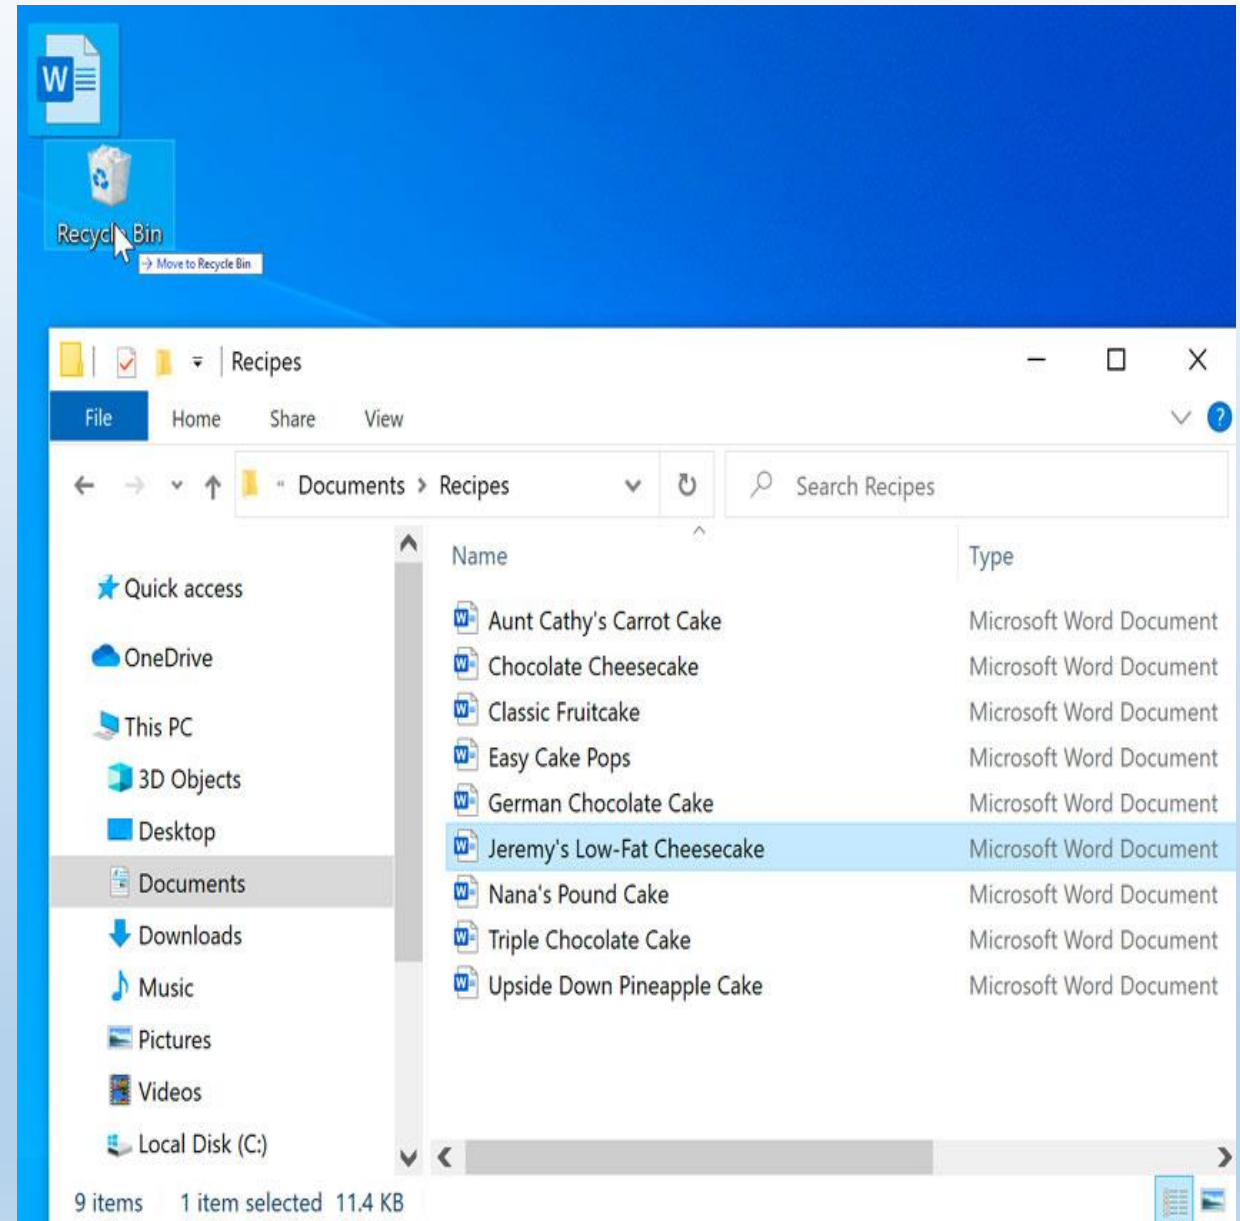 W
Recycle Bin
→ Move to Recycle Bin
Recipes
File Home Share View
?
« Documents > Recipes
Search Recipes
Name Type
Quick access
OneDrive
This PC
3D Objects
Desktop
Documents
Downloads
Music
Pictures
Videos
Local Disk (C:)
Aunt Cathy's Carrot Cake Microsoft Word Document
Chocolate Cheesecake Microsoft Word Document
Classic Fruitcake Microsoft Word Document
Easy Cake Pops Microsoft Word Document
German Chocolate Cake Microsoft Word Document
Jeremy's Low-Fat Cheesecake Microsoft Word Document
Nana's Pound Cake Microsoft Word Document
Triple Chocolate Cake Microsoft Word Document
Upside Down Pineapple Cake Microsoft Word Document
9 items 1 item selected 11.4 KB